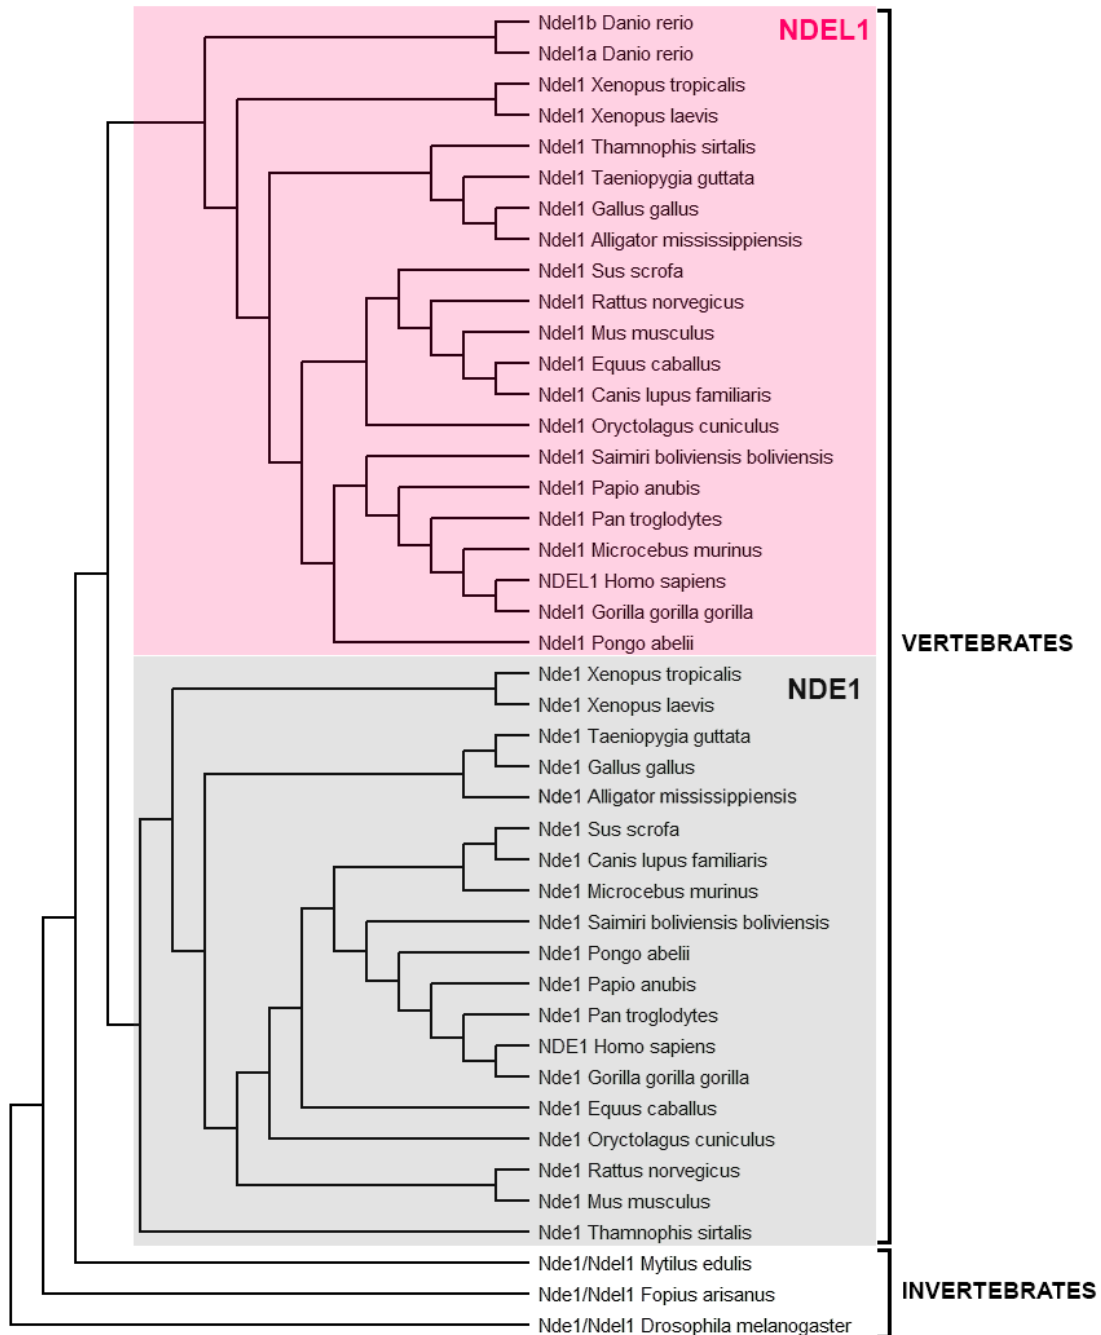 Ndel1b Danio rerio
NDEL1
Ndel1a Danio rerio
Ndel1 Xenopus tropicalis
Ndel1 Xenopus laevis
Ndel1 Thamnophis sirtalis
Ndel1 Taeniopygia guttata
Ndel1 Gallus gallus
Ndel1 Alligator mississippiensis
Ndel1 Sus scrofa
Ndel1 Rattus norvegicus
Ndel1 Mus musculus
Ndel1 Equus caballus
Ndel1 Canis lupus familiaris
Ndel1 Oryctolagus cuniculus
Ndel1 Saimiri boliviensis boliviensis
Ndel1 Papio anubis
Ndel1 Pan troglodytes
Ndel1 Microcebus murinus
NDEL1 Homo sapiens
Ndel1 Gorilla gorilla gorilla
Ndel1 Pongo abelii
VERTEBRATES
Nde1 Xenopus tropicalis
NDE1
Nde1 Xenopus laevis
Nde1 Taeniopygia guttata
Nde1 Gallus gallus
Nde1 Alligator mississippiensis
Nde1 Sus scrofa
Nde1 Canis lupus familiaris
Nde1 Microcebus murinus
Nde1 Saimiri boliviensis boliviensis
Nde1 Pongo abelii
Nde1 Papio anubis
Nde1 Pan troglodytes
NDE1 Homo sapiens
Nde1 Gorilla gorilla gorilla
Nde1 Equus caballus
Nde1 Oryctolagus cuniculus
Nde1 Rattus norvegicus
Nde1 Mus musculus
Nde1 Thamnophis sirtalis
Nde1/Ndel1 Mytilus edulis
Nde1/Ndel1 Fopius arisanus
INVERTEBRATES
Nde1/Ndel1 Drosophila melanogaster